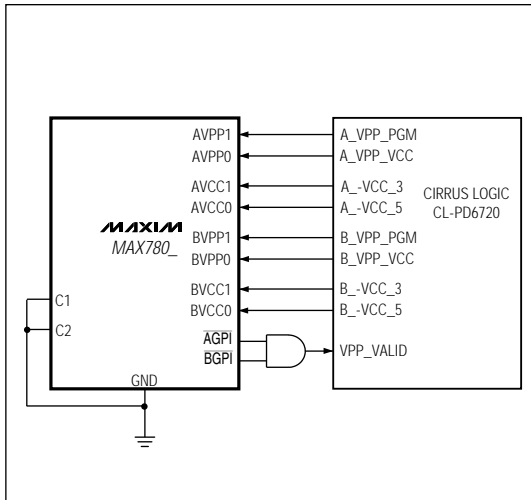 AVPP1
AVPP0
AVCC1
AVCC0
BVPP1
BVPP0
BVCC1
BVCC0
AGPI
BGPI
MAXIM
MAX780_
C1
C2
GND
A_VPP_PGM
A_VPP_VCC
A_-VCC_3
A_-VCC_5
B_VPP_PGM
B_VPP_VCC
B_-VCC_3
B_-VCC_5
VPP_VALID
CIRRUS LOGIC
CL-PD6720